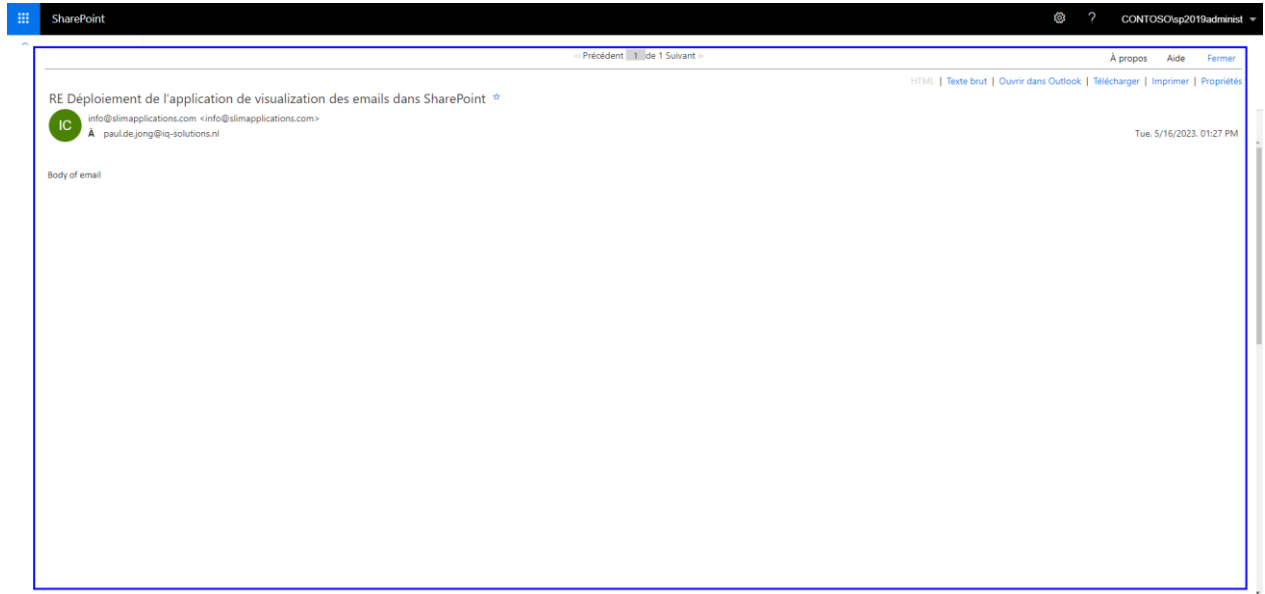 SharePoint ? CONTOSO\sp2019administ
Précédent 1 de 1 Suivant
À propos Aide Fermer
HTML | Texte brut | Ouvrir dans Outlook | Télécharger | Imprimer | Propriétés
RE Déploiement de l'application de visualization des emails dans SharePoint
IC
info@slimapplications.com <info@slimapplications.com>
À paul.de.jong@iq-solutions.nl
Tue, 5/16/2023, 01:27 PM
Body of email